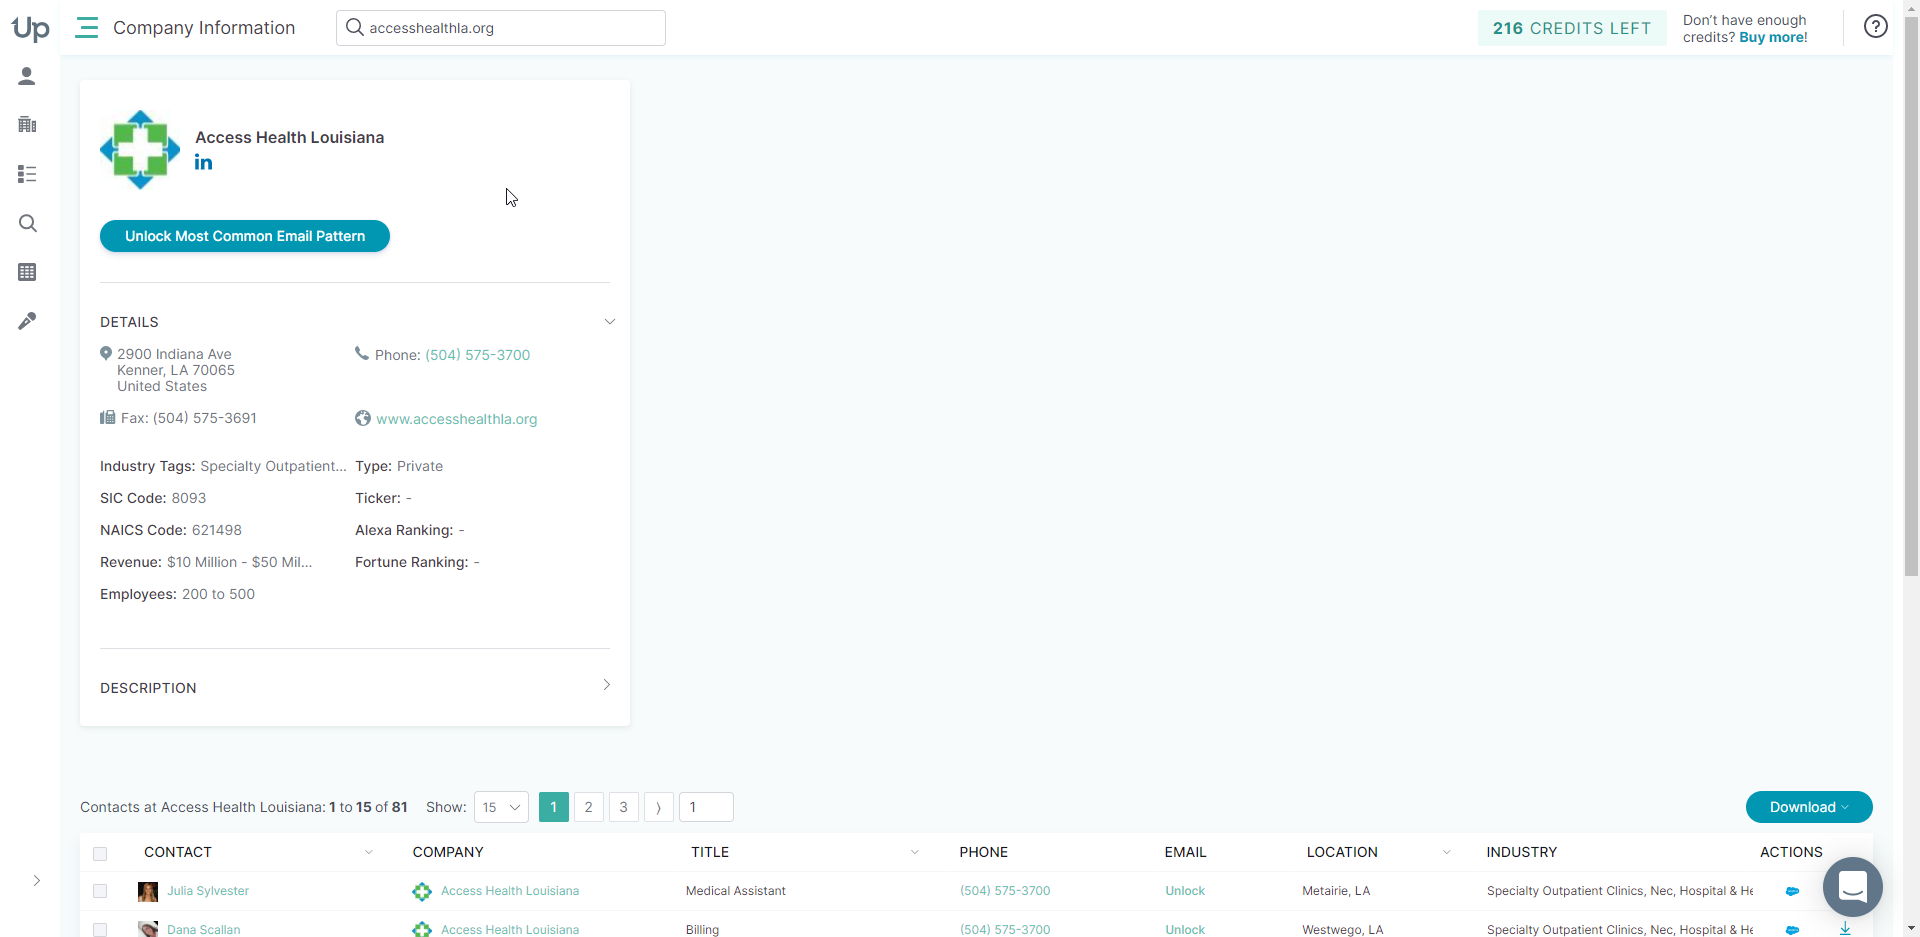 Up
Company Information
accesshealthla.org
216 CREDITS LEFT
Don't have enough
credits? Buy more!
?
Access Health Louisiana
in
Unlock Most Common Email Pattern
DETAILS
2900 Indiana Ave
Kenner, LA 70065
United States
Phone: (504) 575-3700
Fax: (504) 575-3691
www.accesshealthla.org
Industry Tags: Specialty Outpatient...
Type: Private
SIC Code: 8093
Ticker: -
NAICS Code: 621498
Alexa Ranking: -
Revenue: $10 Million - $50 Mil...
Fortune Ranking: -
Employees: 200 to 500
DESCRIPTION
Contacts at Access Health Louisiana: 1 to 15 of 81 Show: 15 1 2 3 ⟩ 1
Download
CONTACT COMPANY TITLE PHONE EMAIL LOCATION INDUSTRY ACTIONS
Julia Sylvester Access Health Louisiana Medical Assistant (504) 575-3700 Unlock Metairie, LA Specialty Outpatient Clinics, Nec, Hospital & He
Dana Scallan Access Health Louisiana Billing (504) 575-3700 Unlock Westwego, LA Specialty Outpatient Clinics, Nec, Hospital & He